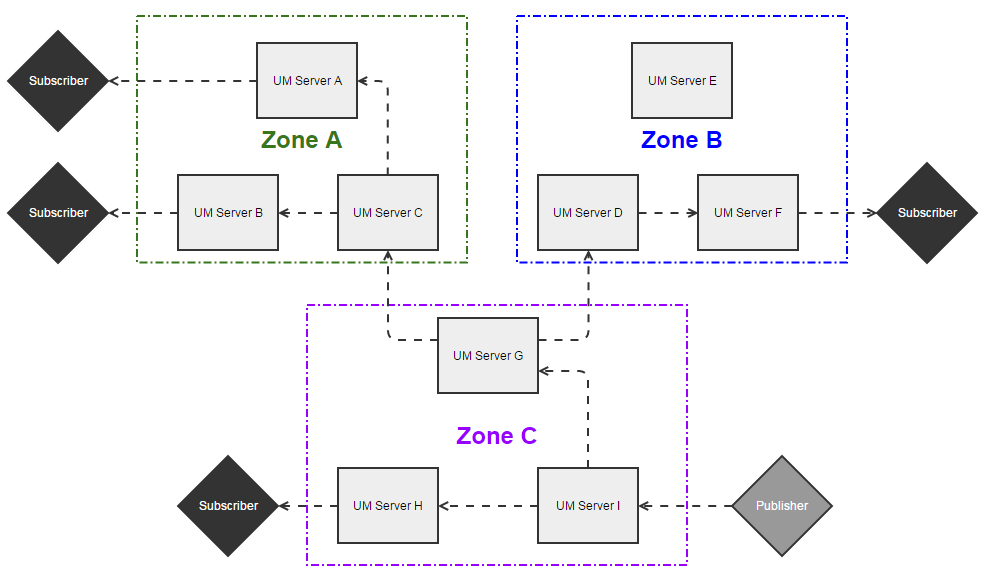 Subscriber
UM Server A
UM Server E
Zone A
Zone B
Subscriber
UM Server B
UM Server C
UM Server D
UM Server F
Subscriber
UM Server G
Zone C
Subscriber
UM Server H
UM Server I
Publisher